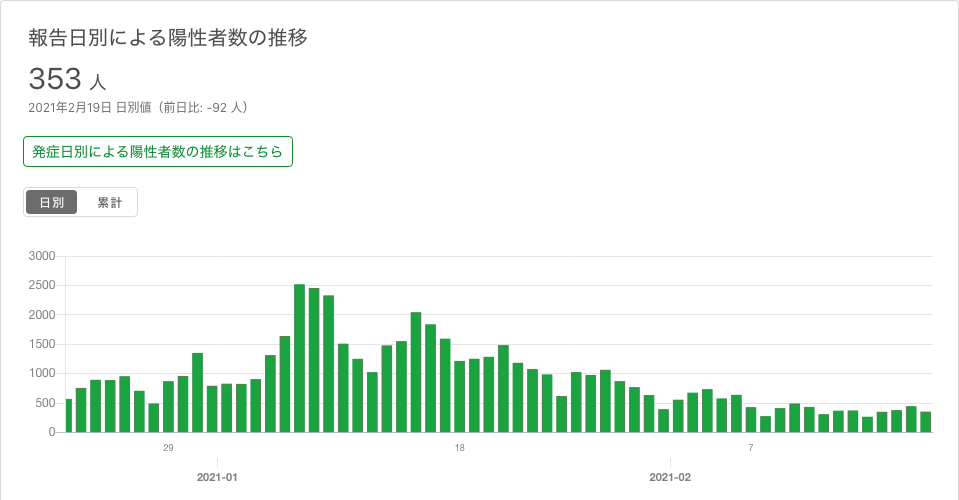 報告日別による陽性者数の推移
353 人
2021年2月19日 日別値（前日比: -92 人）
発症日別による陽性者数の推移はこちら
日別 累計
3000
2500
2000
1500
1000
500
0
29 18 7
2021-01 2021-02